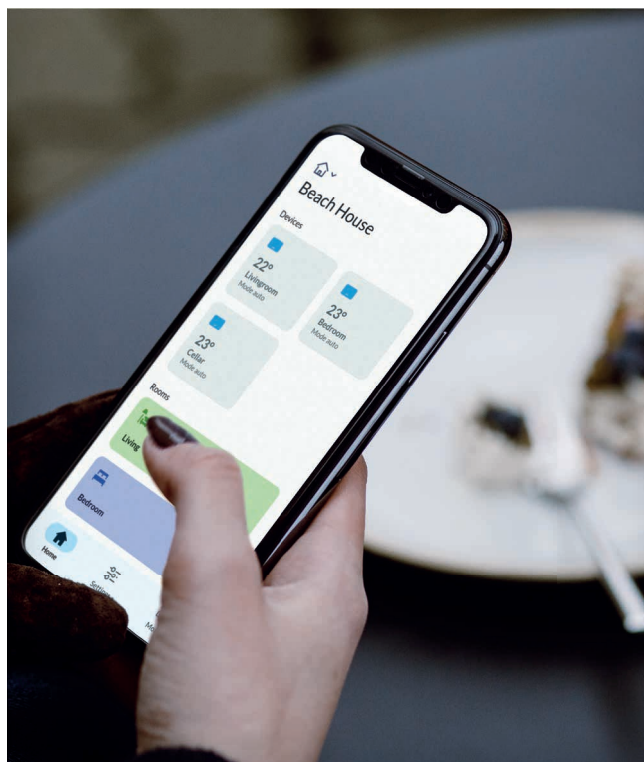 Beach House
Devices
22°
Livingroom
Mode auto
23°
Bedroom
Mode auto
23°
Cellar
Mode auto
Rooms
Living
Bedroom
Home